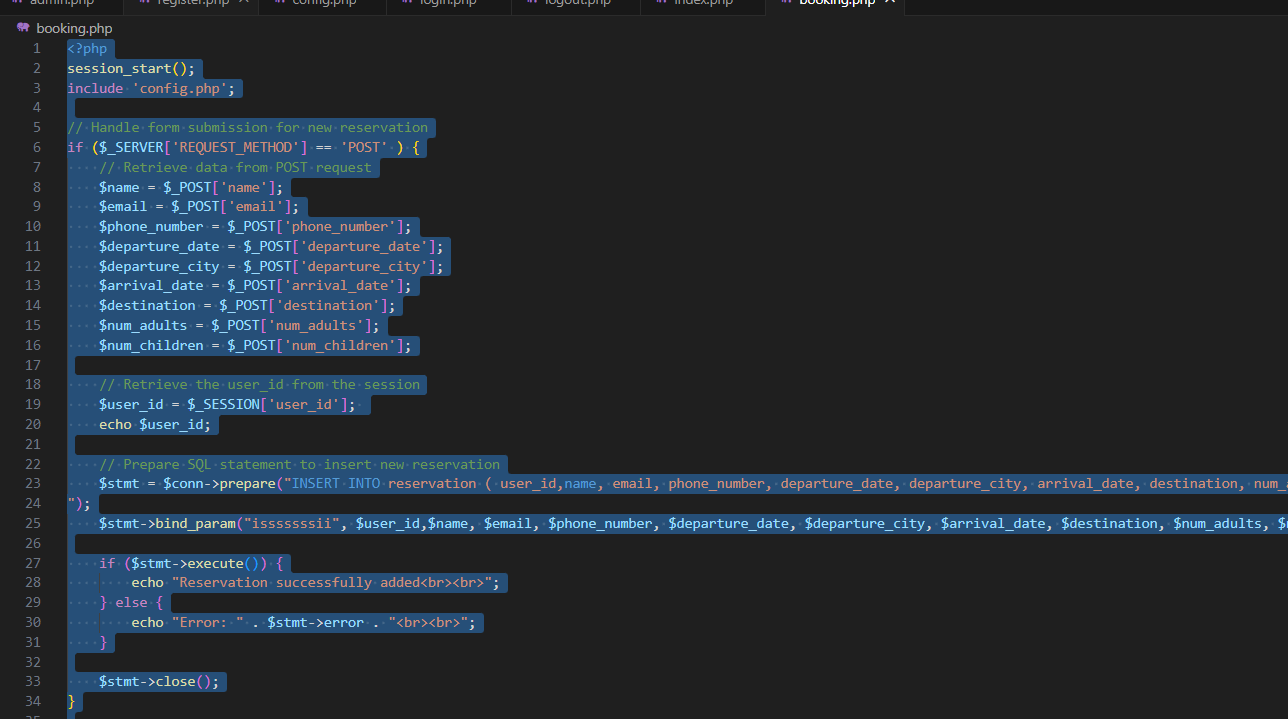 admin.php register.php config.php login.php logout.php index.php booking.php
booking.php
1 <?php
2 session_start();
3 include 'config.php';
4
5 // Handle form submission for new reservation
6 if ($_SERVER['REQUEST_METHOD'] == 'POST' ) {
7 // Retrieve data from POST request
8 $name = $_POST['name'];
9 $email = $_POST['email'];
10 $phone_number = $_POST['phone_number'];
11 $departure_date = $_POST['departure_date'];
12 $departure_city = $_POST['departure_city'];
13 $arrival_date = $_POST['arrival_date'];
14 $destination = $_POST['destination'];
15 $num_adults = $_POST['num_adults'];
16 $num_children = $_POST['num_children'];
17
18 // Retrieve the user_id from the session
19 $user_id = $_SESSION['user_id'];
20 echo $user_id;
21
22 // Prepare SQL statement to insert new reservation
23 $stmt = $conn->prepare("INSERT INTO reservation ( user_id,name, email, phone_number, departure_date, departure_city, arrival_date, destination, num_a
24 ");
25 $stmt->bind_param("isssssssii", $user_id,$name, $email, $phone_number, $departure_date, $departure_city, $arrival_date, $destination, $num_adults,
26
27 if ($stmt->execute()) {
28 echo "Reservation successfully added<br><br>";
29 } else {
30 echo "Error: " . $stmt->error . "<br><br>";
31 }
32
33 $stmt->close();
34 }